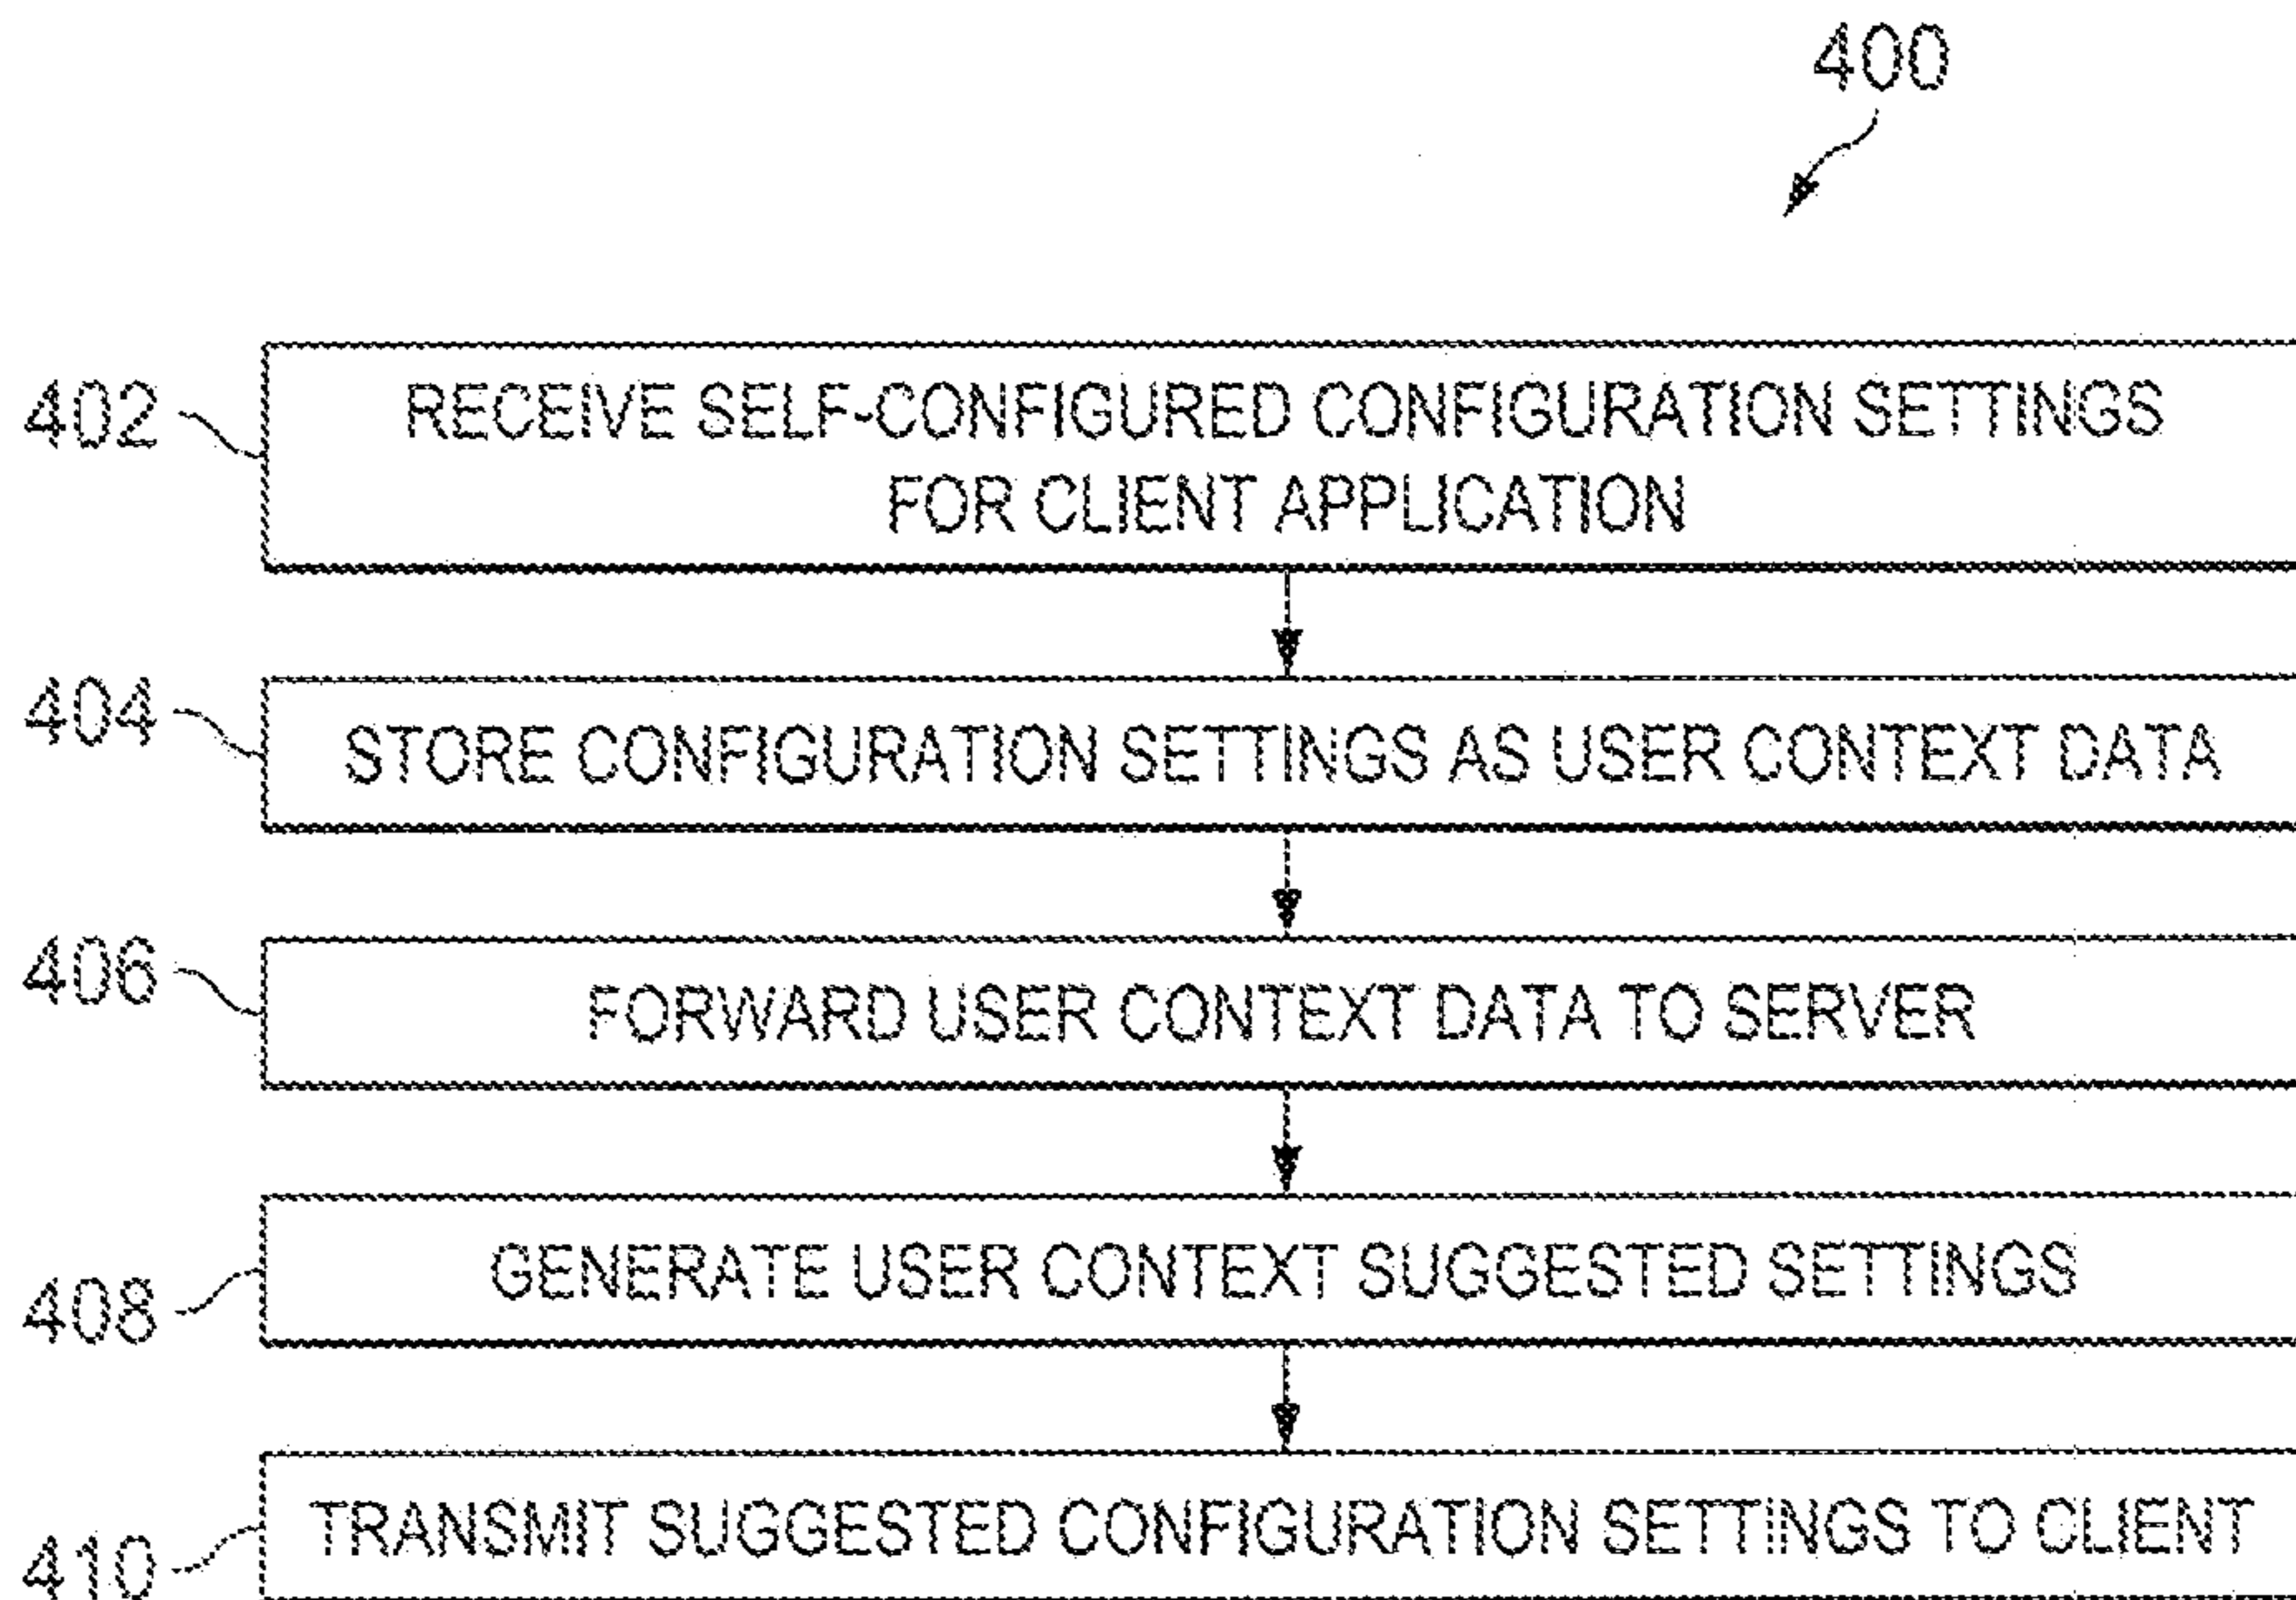 400
402
RECEIVE SELF-CONFIGURED CONFIGURATION SETTINGS
FOR CLIENT APPLICATION
404
STORE CONFIGURATION SETTINGS AS USER CONTEXT DATA
406
FORWARD USER CONTEXT DATA TO SERVER
408
GENERATE USER CONTEXT SUGGESTED SETTINGS
410
TRANSMIT SUGGESTED CONFIGURATION SETTINGS TO CLIENT